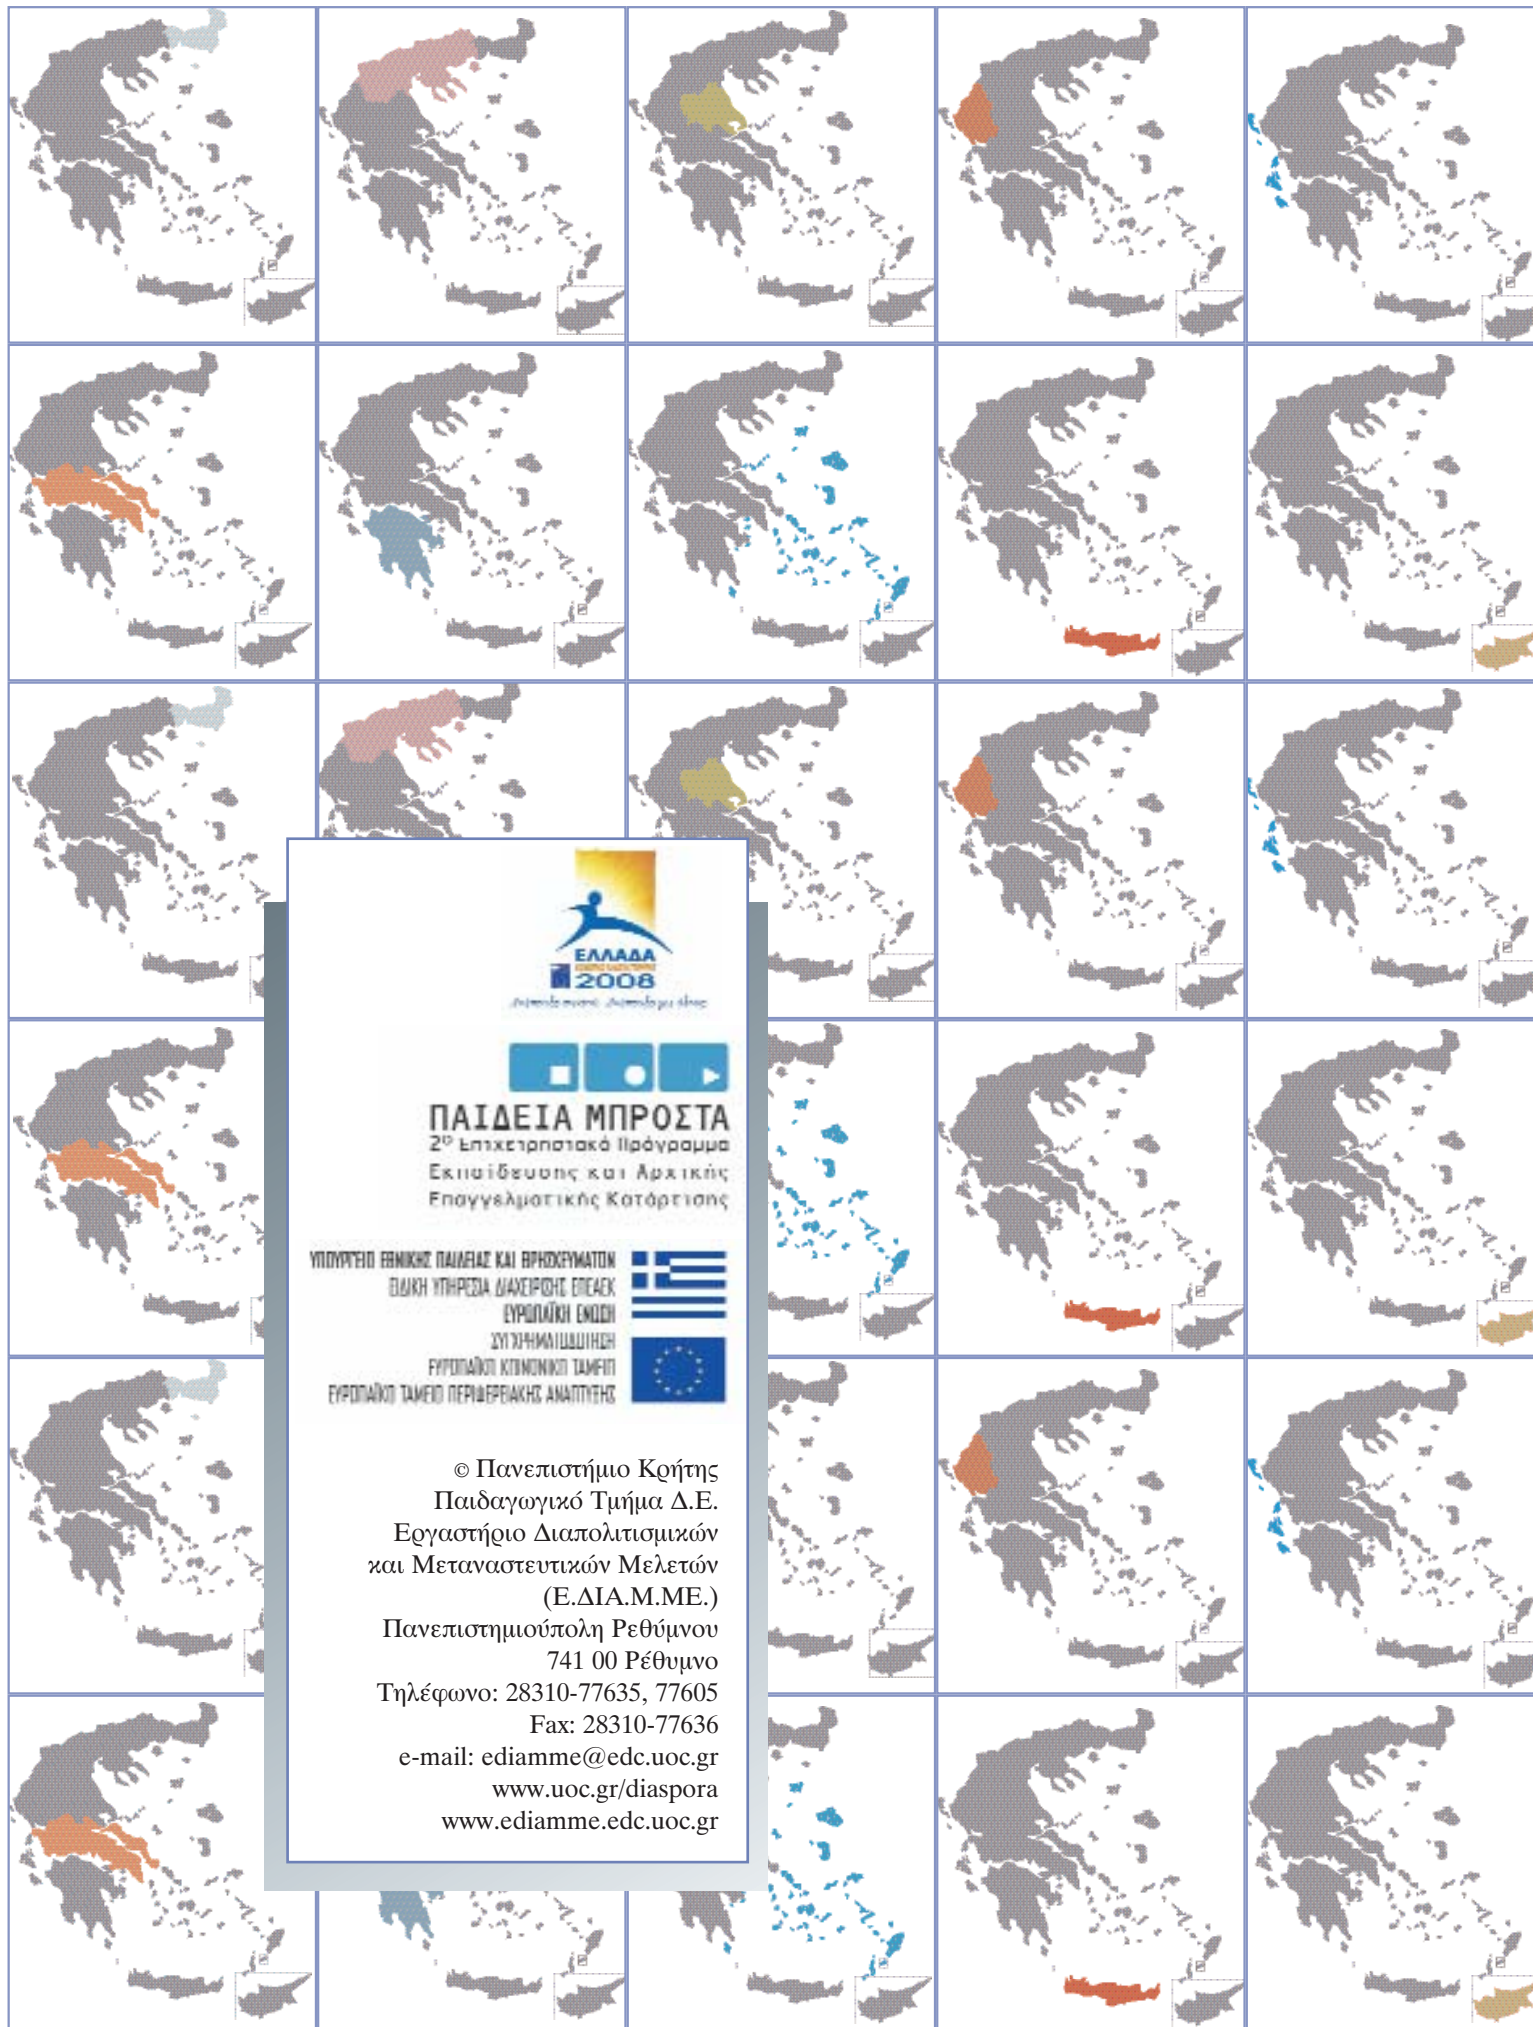 ΕΛΛΑΔΑ
2008
ΠΑΙΔΕΙΑ ΜΠΡΟΣΤΑ
2º Επιχειρησιακό Πρόγραμμα
Εκπαίδευσης και Αρχικής
Επαγγελματικής Κατάρτισης
ΥΠΟΥΡΓΕΙΟ ΕΘΝΙΚΗΣ ΠΑΙΔΕΙΑΣ ΚΑΙ ΘΡΗΣΚΕΥΜΑΤΩΝ
ΕΙΔΙΚΗ ΥΠΗΡΕΣΙΑ ΔΙΑΧΕΙΡΙΣΗΣ ΕΠΕΑΕΚ
ΕΥΡΩΠΑΪΚΗ ΕΝΩΣΗ
ΣΥΓΧΡΗΜΑΤΟΔΟΤΗΣΗ
ΕΥΡΩΠΑΪΚΟ ΚΟΙΝΩΝΙΚΟ ΤΑΜΕΙΟ
ΕΥΡΩΠΑΪΚΟ ΤΑΜΕΙΟ ΠΕΡΙΦΕΡΕΙΑΚΗΣ ΑΝΑΠΤΥΞΗΣ
© Πανεπιστήμιο Κρήτης
Παιδαγωγικό Τμήμα Δ.Ε.
Εργαστήριο Διαπολιτισμικών
και Μεταναστευτικών Μελετών
(Ε.ΔΙΑ.Μ.ΜΕ.)
Πανεπιστημιούπολη Ρεθύμνου
741 00 Ρέθυμνο
Τηλέφωνο: 28310-77635, 77605
Fax: 28310-77636
e-mail: ediamme@edc.uoc.gr
www.uoc.gr/diaspora
www.ediamme.edc.uoc.gr